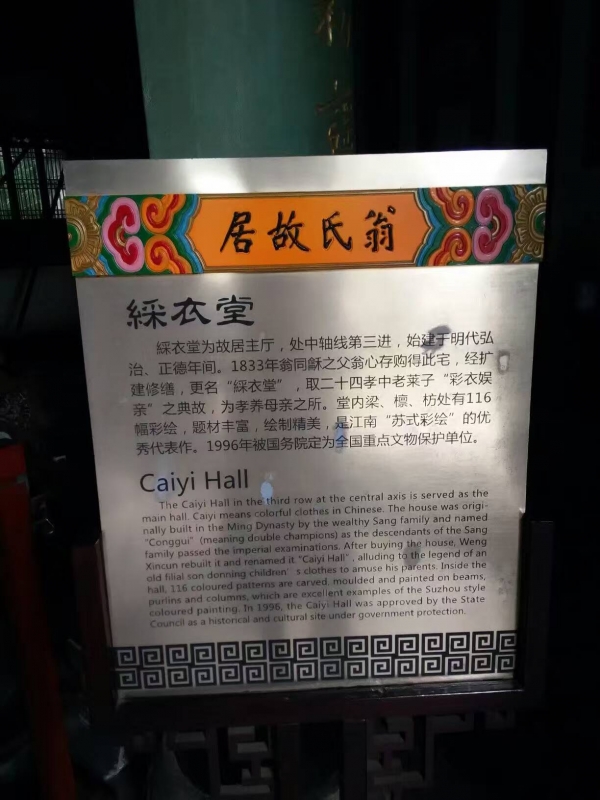 居故氏翁
綵衣堂
綵衣堂为故居主厅，处中轴线第三进，始建于明代弘
治、正德年间。1833年翁同龢之父翁心存购得此宅，经扩
建修缮，更名“綵衣堂”，取二十四孝中老莱子“彩衣娱
亲”之典故，为孝养母亲之所。堂内梁、檩、枋处有116
幅彩绘，题材丰富，绘制精美，是江南“苏式彩绘”的优
秀代表作。1996年被国务院定为全国重点文物保护单位。
Caiyi Hall
The Caiyi Hall in the third row at the central axis is served as the
main hall. Caiyi means colorful clothes in Chinese. The house was origi-
nally built in the Ming Dynasty by the wealthy Sang family and named
"Conggui" (meaning double champions) as the descendants of the Sang
family passed the imperial examinations. After buying the house, Weng
Xincun rebuilt it and renamed it "Caiyi Hall", alluding to the legend of an
old filial son donning children's clothes to amuse his parents. Inside the
hall, 116 coloured patterns are carved, moulded and painted on beams,
purlins and columns, which are excellent examples of the Suzhou style
coloured painting. In 1996, the Caiyi Hall was approved by the State
Council as a historical and cultural site under government protection.